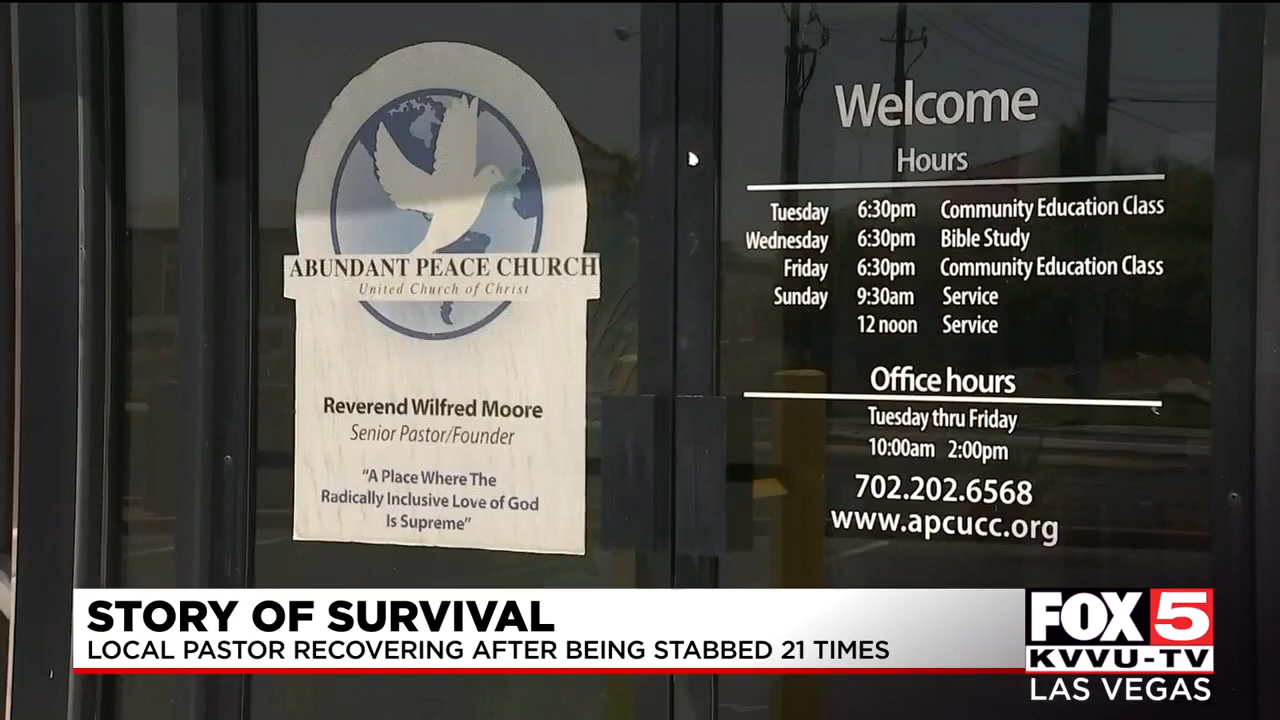 ABUNDANT PEACE CHURCH
United Church of Christ
Reverend Wilfred Moore
Senior Pastor/Founder
"A Place Where The
Radically Inclusive Love of God
Is Supreme"
Welcome
Hours
Tuesday 6:30pm Community Education Class
Wednesday 6:30pm Bible Study
Friday 6:30pm Community Education Class
Sunday 9:30am Service
12 noon Service
Office hours
Tuesday thru Friday
10:00am 2:00pm
702.202.6568
www.apcucc.org
STORY OF SURVIVAL
LOCAL PASTOR RECOVERING AFTER BEING STABBED 21 TIMES
FOX 5
KVVU-TV
LAS VEGAS